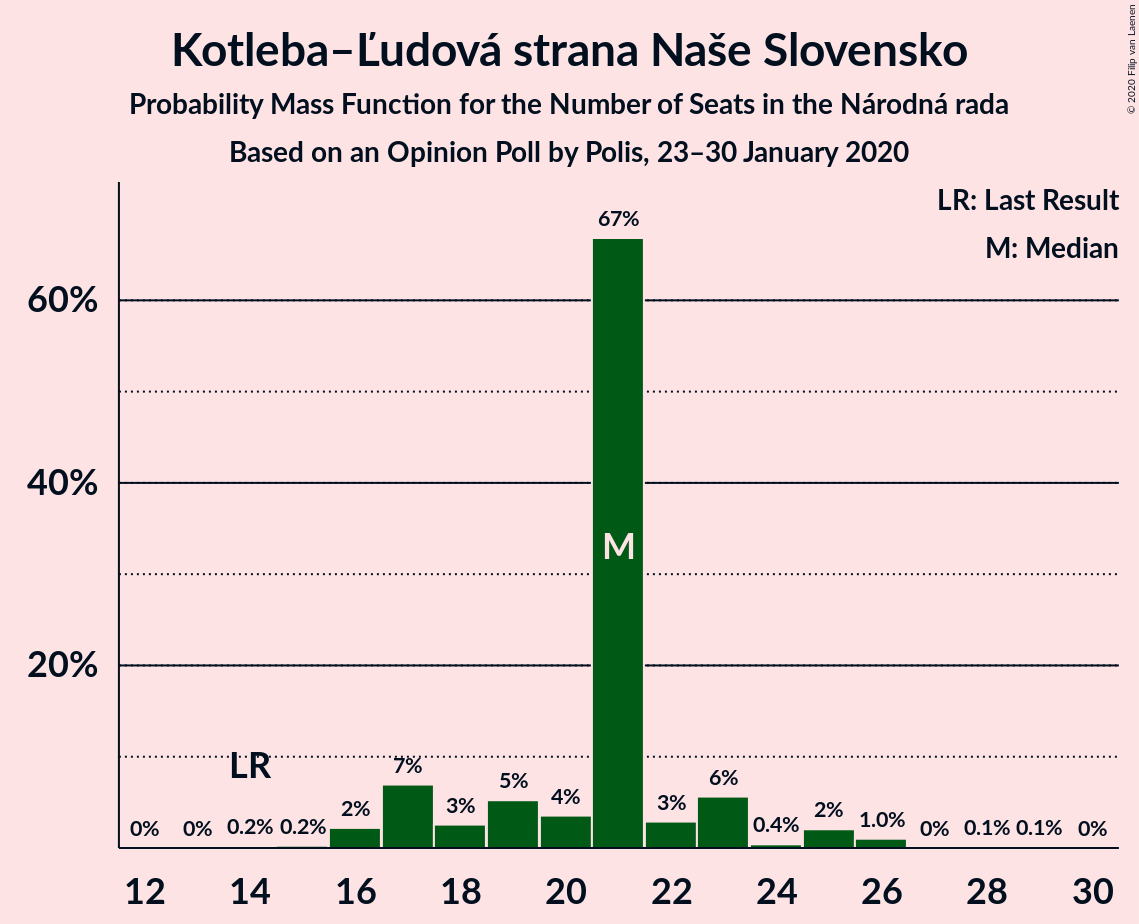 Kotleba–Ľudová strana Naše Slovensko
Probability Mass Function for the Number of Seats in the Národná rada
Based on an Opinion Poll by Polis, 23–30 January 2020
© 2020 Filip van Laenen
LR: Last Result
M: Median
60%
40%
20%
0% 0% 0.2% 0.2% 2% 7% 3% 5% 4% 67% 3% 6% 0.4% 2% 1.0% 0% 0.1% 0.1% 0%
LR
M
12 14 16 18 20 22 24 26 28 30